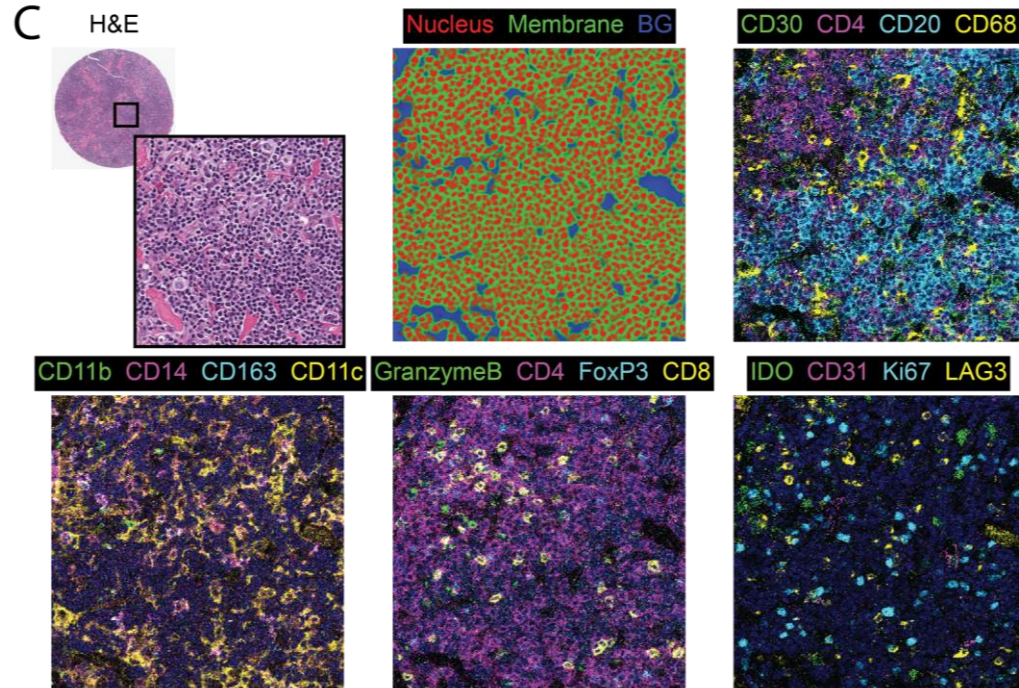 C
H&E
Nucleus Membrane BG
CD30 CD4 CD20 CD68
CD11b CD14 CD163 CD11c
GranzymeB CD4 FoxP3 CD8
IDO CD31 Ki67 LAG3